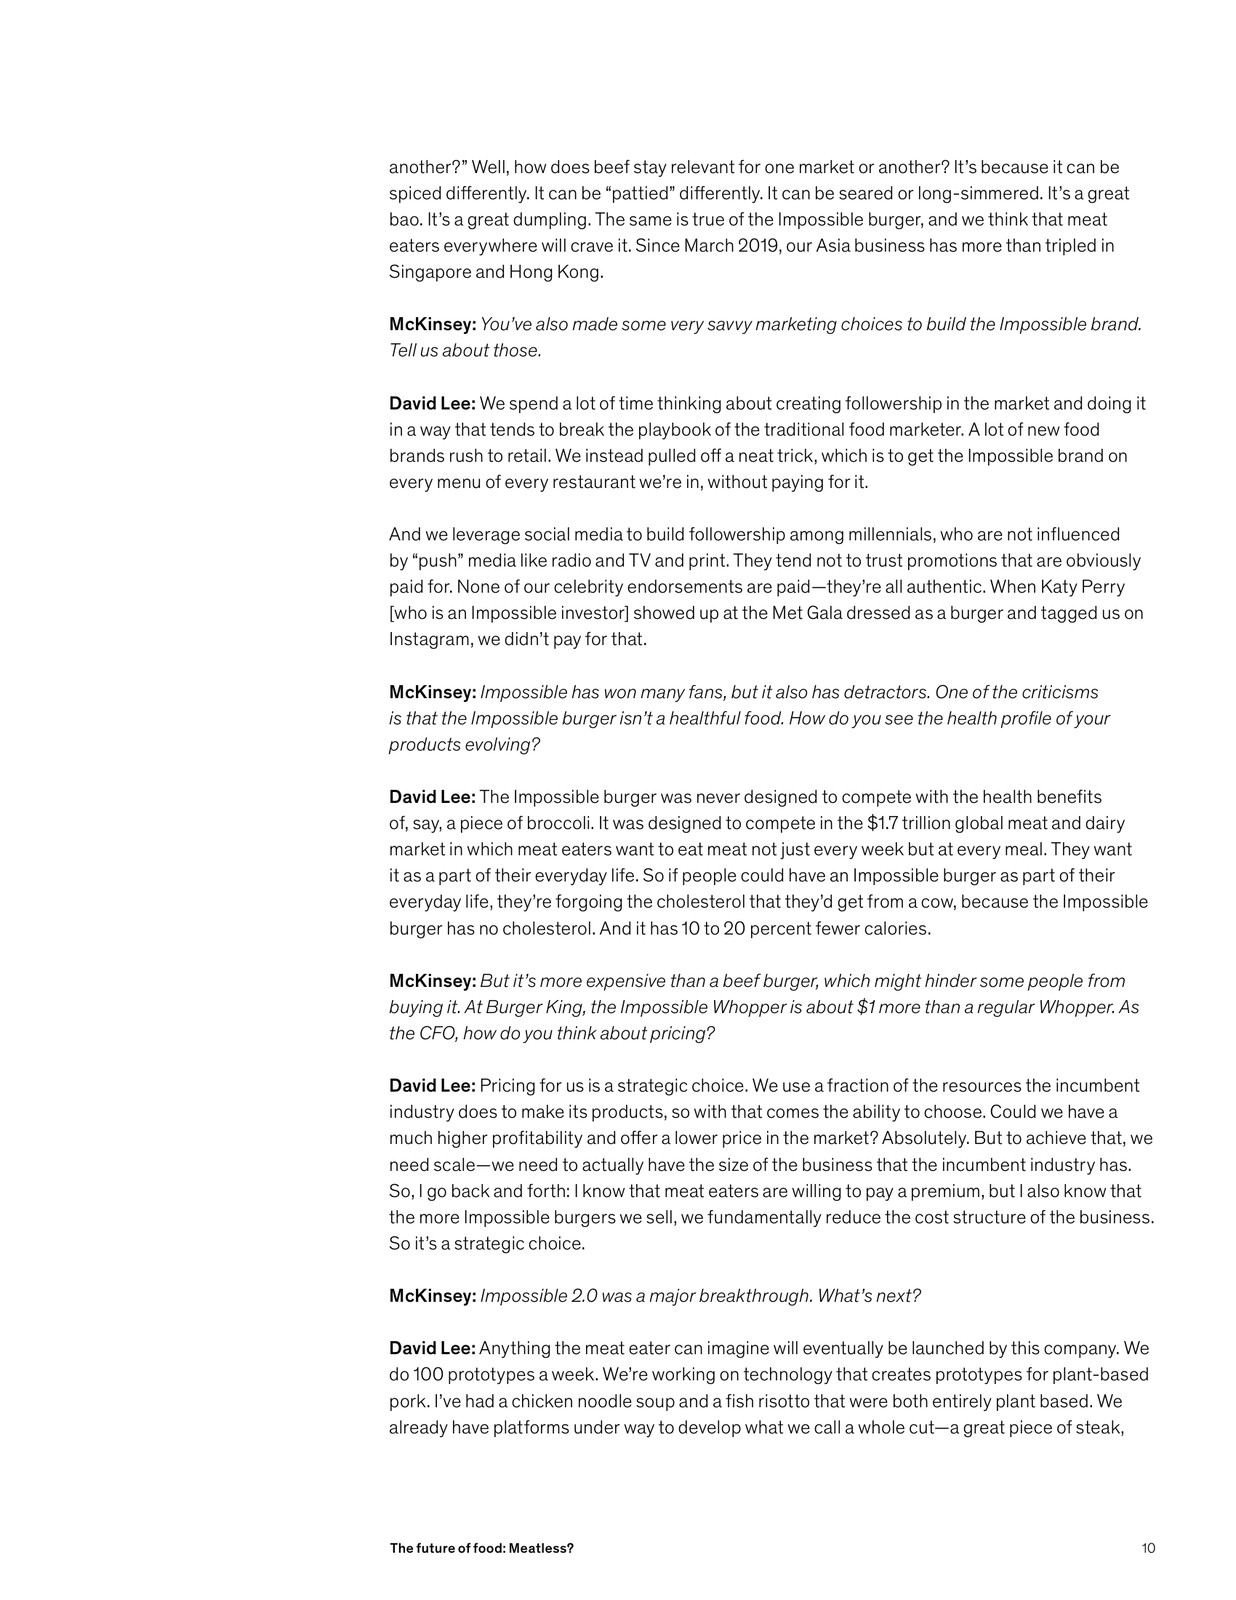 another?” Well, how does beef stay relevant for one market or another? It’s because it can be
spiced differently. It can be “pattied” differently. It can be seared or long-simmered. It’s a great
bao. It’s a great dumpling. The same is true of the Impossible burger, and we think that meat
eaters everywhere will crave it. Since March 2019, our Asia business has more than tripled in
Singapore and Hong Kong.
McKinsey: You’ve also made some very savvy marketing choices to build the Impossible brand.
Tell us about those.
David Lee: We spend a lot of time thinking about creating followership in the market and doing it
in a way that tends to break the playbook of the traditional food marketer. A lot of new food
brands rush to retail. We instead pulled off a neat trick, which is to get the Impossible brand on
every menu of every restaurant we’re in, without paying for it.
And we leverage social media to build followership among millennials, who are not influenced
by “push” media like radio and TV and print. They tend not to trust promotions that are obviously
paid for. None of our celebrity endorsements are paid—they’re all authentic. When Katy Perry
[who is an Impossible investor] showed up at the Met Gala dressed as a burger and tagged us on
Instagram, we didn’t pay for that.
McKinsey: Impossible has won many fans, but it also has detractors. One of the criticisms
is that the Impossible burger isn’t a healthful food. How do you see the health profile of your
products evolving?
David Lee: The Impossible burger was never designed to compete with the health benefits
of, say, a piece of broccoli. It was designed to compete in the $1.7 trillion global meat and dairy
market in which meat eaters want to eat meat not just every week but at every meal. They want
it as a part of their everyday life. So if people could have an Impossible burger as part of their
everyday life, they’re forgoing the cholesterol that they’d get from a cow, because the Impossible
burger has no cholesterol. And it has 10 to 20 percent fewer calories.
McKinsey: But it’s more expensive than a beef burger, which might hinder some people from
buying it. At Burger King, the Impossible Whopper is about $1 more than a regular Whopper. As
the CFO, how do you think about pricing?
David Lee: Pricing for us is a strategic choice. We use a fraction of the resources the incumbent
industry does to make its products, so with that comes the ability to choose. Could we have a
much higher profitability and offer a lower price in the market? Absolutely. But to achieve that, we
need scale—we need to actually have the size of the business that the incumbent industry has.
So, I go back and forth: I know that meat eaters are willing to pay a premium, but I also know that
the more Impossible burgers we sell, we fundamentally reduce the cost structure of the business.
So it’s a strategic choice.
McKinsey: Impossible 2.0 was a major breakthrough. What’s next?
David Lee: Anything the meat eater can imagine will eventually be launched by this company. We
do 100 prototypes a week. We’re working on technology that creates prototypes for plant-based
pork. I’ve had a chicken noodle soup and a fish risotto that were both entirely plant based. We
already have platforms under way to develop what we call a whole cut—a great piece of steak,
The future of food: Meatless?
10